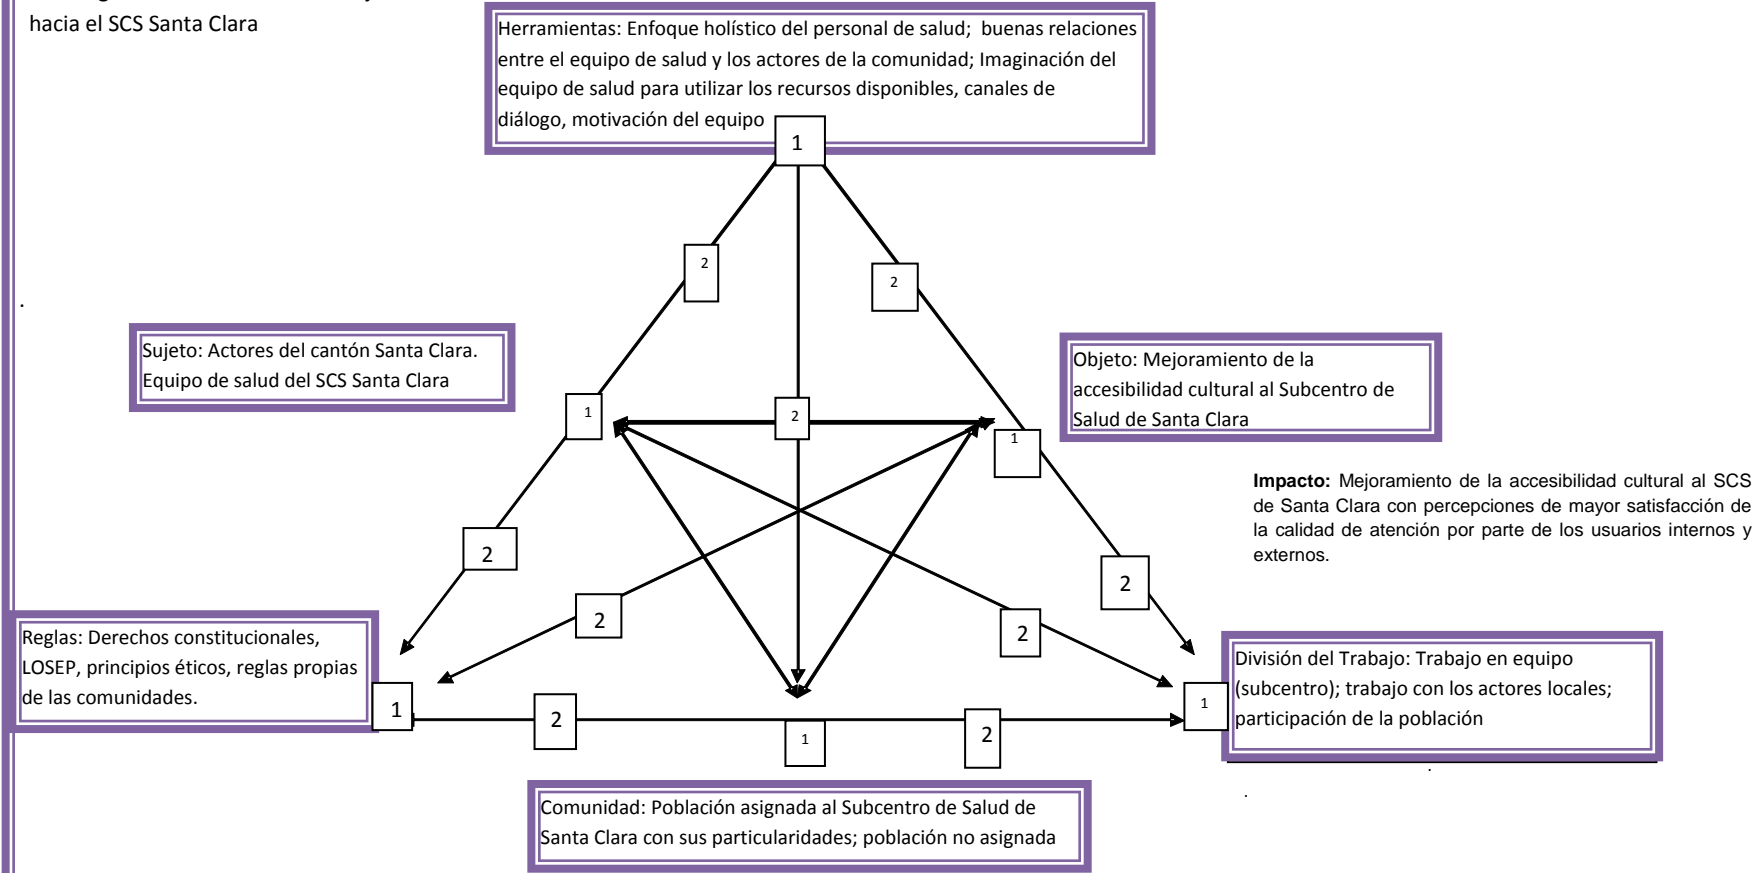 hacia el SCS Santa Clara
Herramientas: Enfoque holístico del personal de salud; buenas relaciones
entre el equipo de salud y los actores de la comunidad; Imaginación del
equipo de salud para utilizar los recursos disponibles, canales de
diálogo, motivación del equipo
1
2
2
.
Sujeto: Actores del cantón Santa Clara.
Equipo de salud del SCS Santa Clara
Objeto: Mejoramiento de la
accesibilidad cultural al Subcentro de
Salud de Santa Clara
1
2
1
Impacto: Mejoramiento de la accesibilidad cultural al SCS
de Santa Clara con percepciones de mayor satisfacción de
la calidad de atención por parte de los usuarios internos y
externos.
2
2
2
2
Reglas: Derechos constitucionales,
LOSEP, principios éticos, reglas propias
de las comunidades.
División del Trabajo: Trabajo en equipo
(subcentro); trabajo con los actores locales;
participación de la población
1
2
1
2
1
.
.
Comunidad: Población asignada al Subcentro de Salud de
Santa Clara con sus particularidades; población no asignada